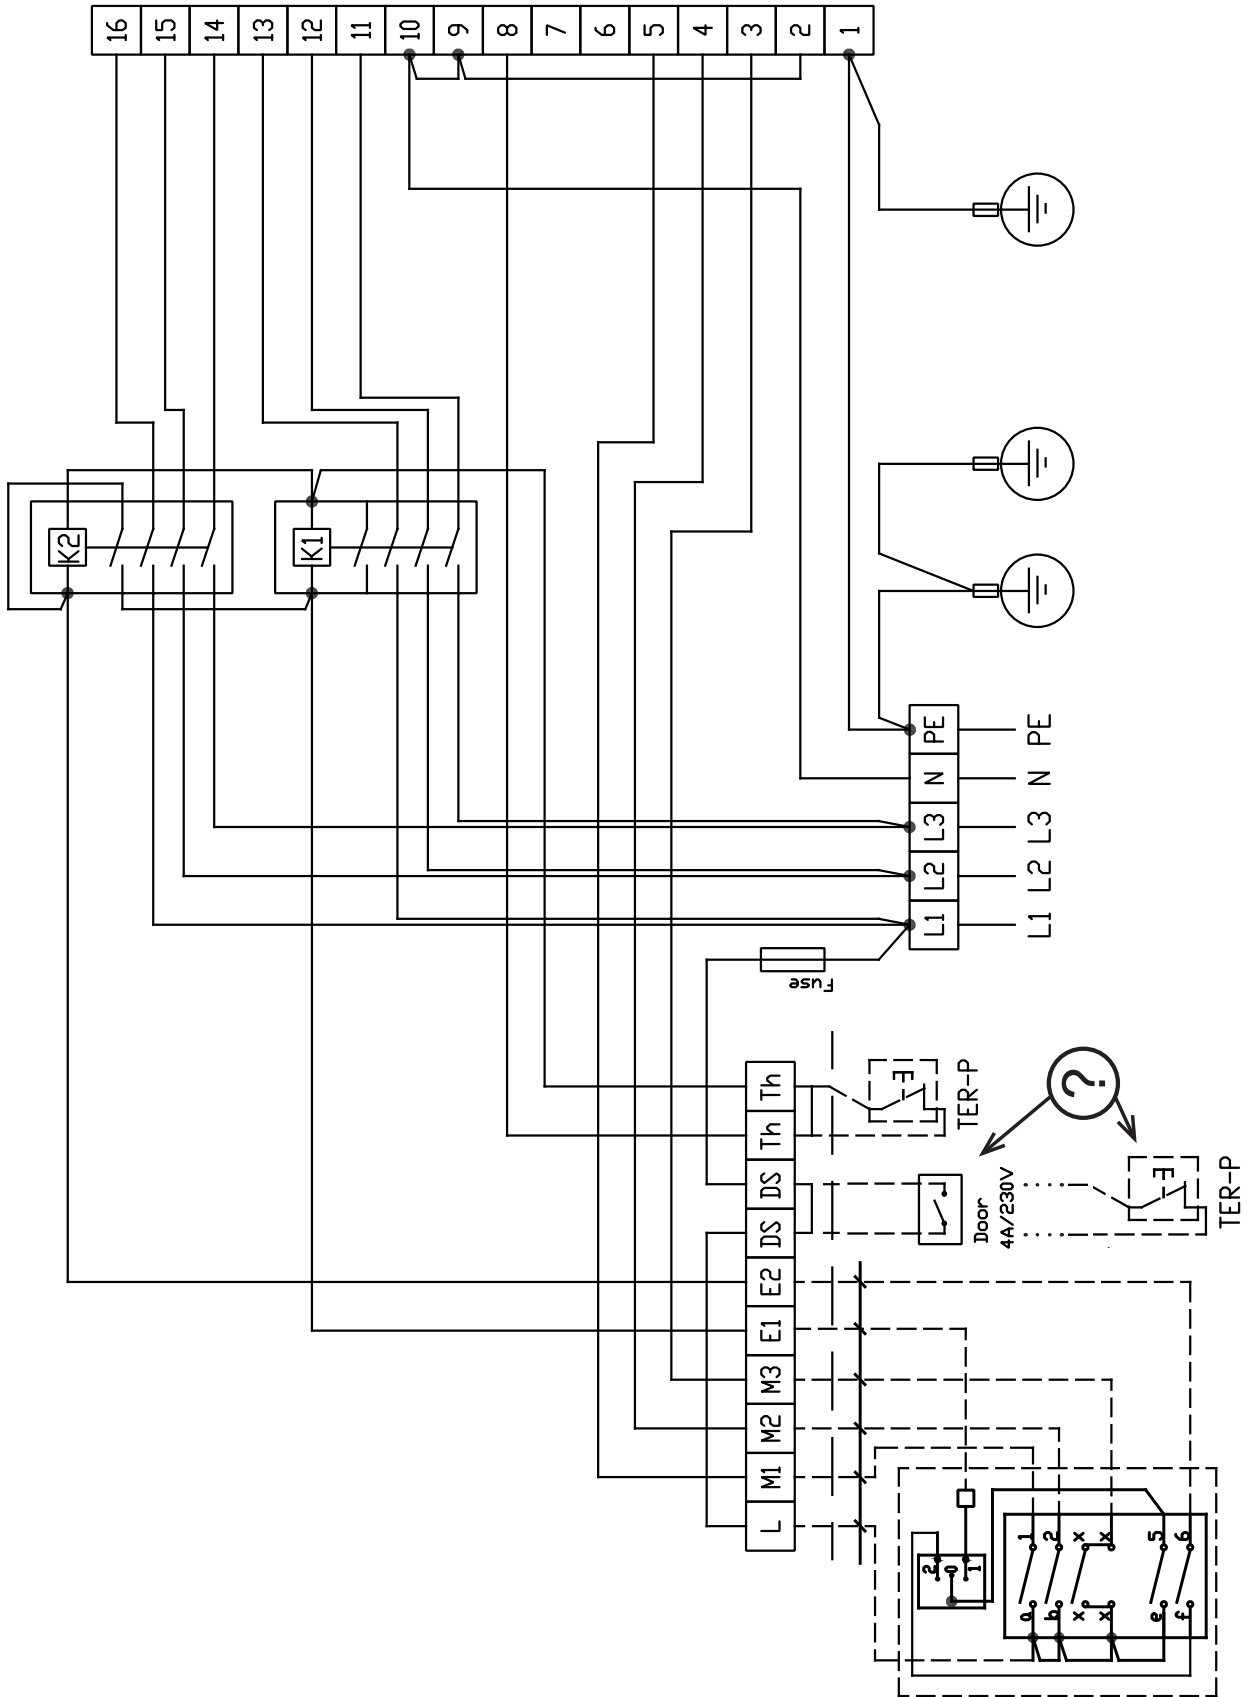 16 15 14 13 12 11 10 9 8 7 6 5 4 3 2 1
K2
K1
PE PE
N N
L3 L3
L2 L2
L1 L1
Fuse
Th
Th
DS
DS
E2
E1
M3
M2
M1
L
TER-P
?
Door
4A/230V
TER-P
2 0 1
1 2 x x 5 6
a b x x e f